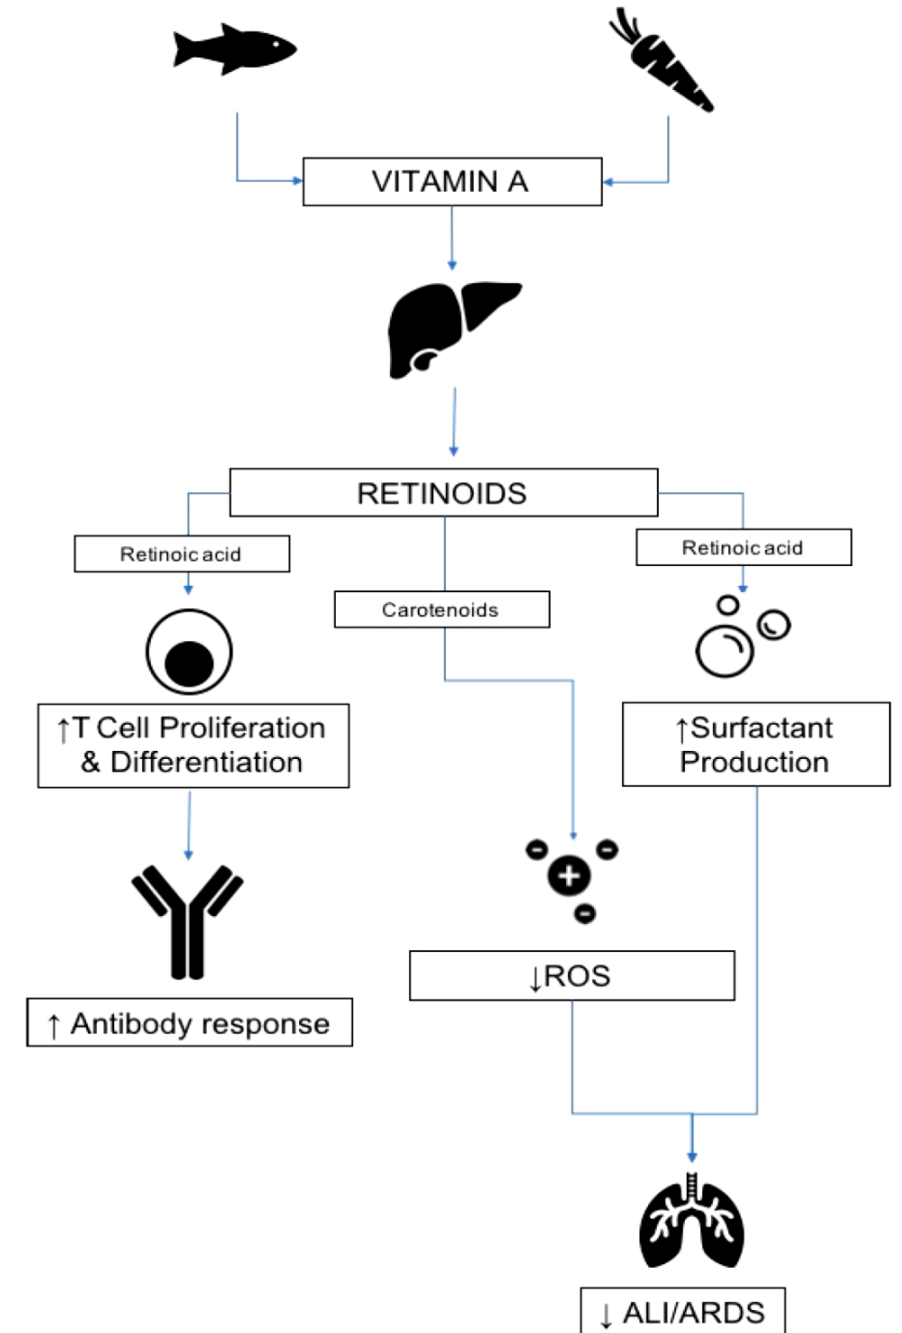 VITAMIN A
RETINOIDS
Retinoic acid
Retinoic acid
Carotenoids
↑T Cell Proliferation
& Differentiation
↑Surfactant
Production
↓ROS
↑ Antibody response
↓ ALI/ARDS